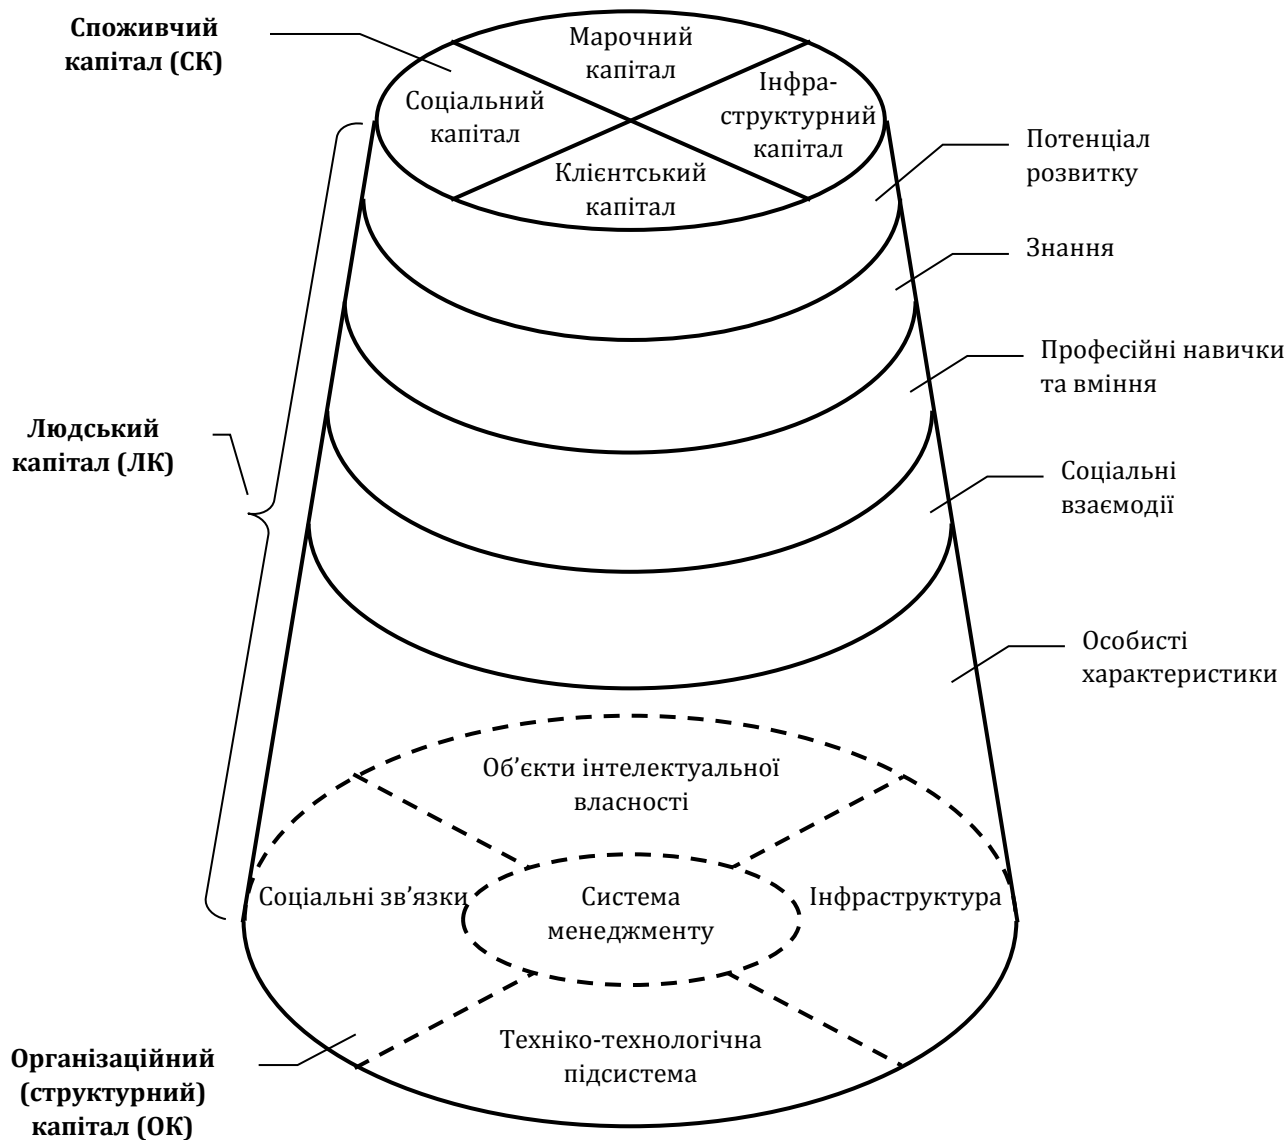 Споживчий
капітал (СК)
Марочний
капітал
Соціальний
капітал
Інфра-
структурний
капітал
Клієнтський
капітал
Потенціал
розвитку
Знання
Професійні навички
та вміння
Людський
капітал (ЛК)
Соціальні
взаємодії
Особисті
характеристики
Об’єкти інтелектуальної
власності
Соціальні зв’язки
Система
менеджменту
Інфраструктура
Техніко-технологічна
підсистема
Організаційний
(структурний)
капітал (ОК)